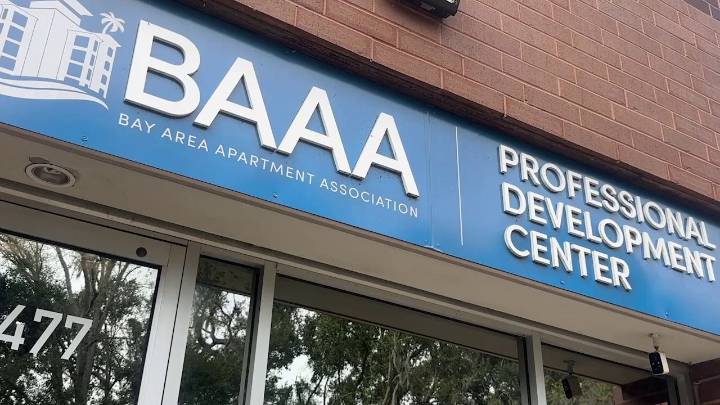 BAAA
BAY AREA APARTMENT ASSOCIATION
PROFESSIONAL
DEVELOPMENT
CENTER
477